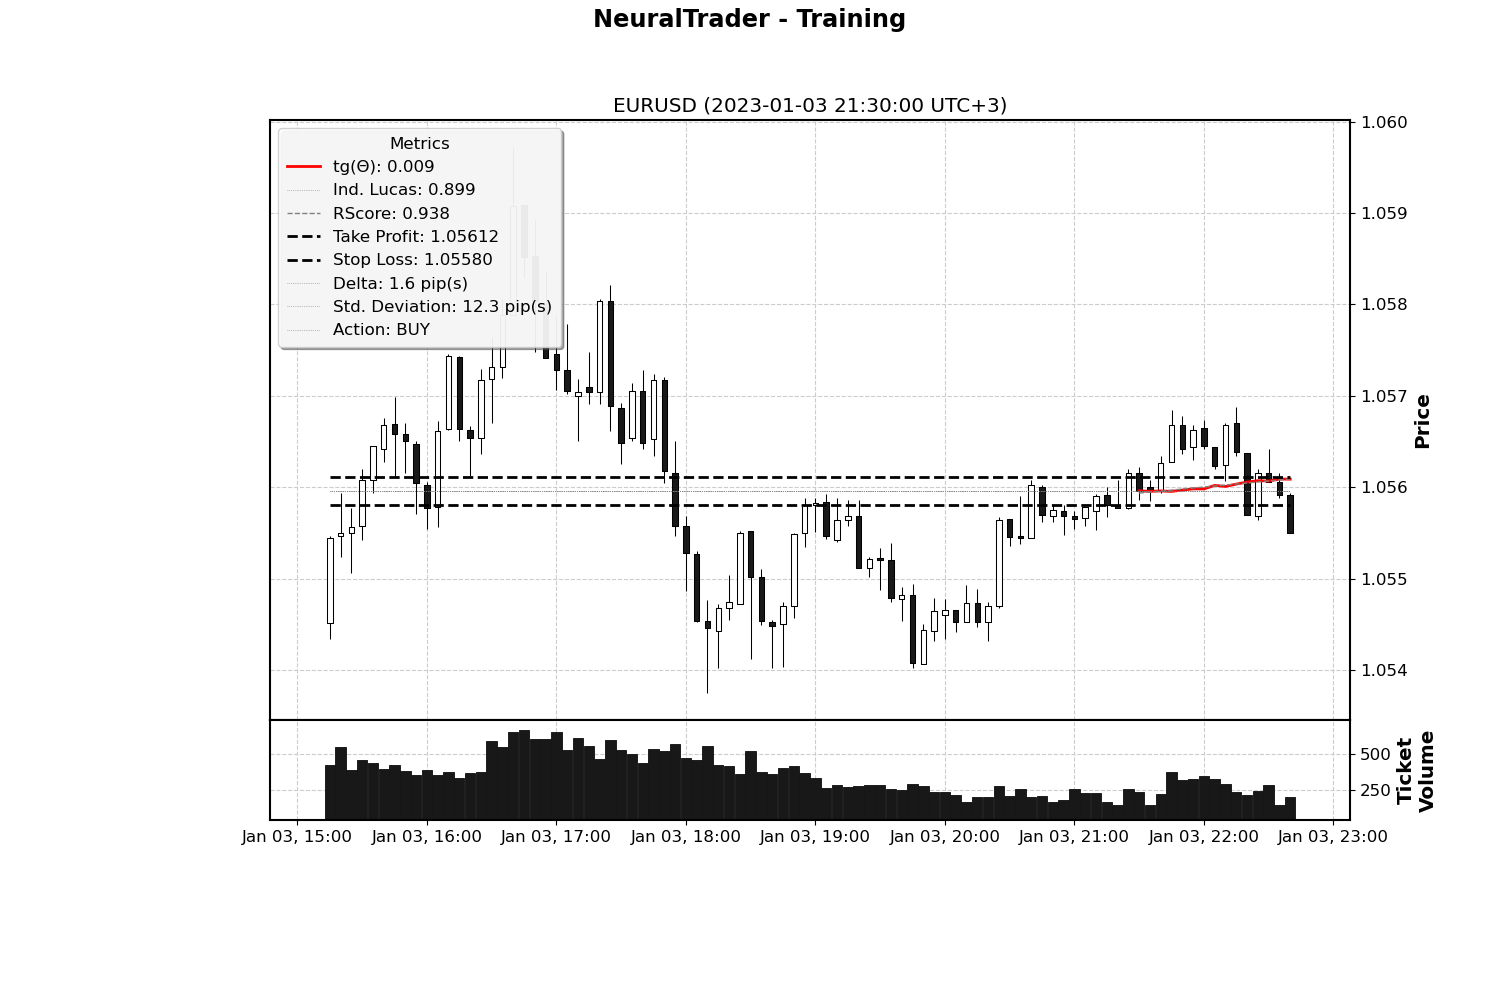 NeuralTrader - Training
EURUSD (2023-01-03 21:30:00 UTC+3)
Metrics
tg(Θ): 0.009
Ind. Lucas: 0.899
RScore: 0.938
Take Profit: 1.05612
Stop Loss: 1.05580
Delta: 1.6 pip(s)
Std. Deviation: 12.3 pip(s)
Action: BUY
1.060
1.059
1.058
1.057
1.056
1.055
1.054
Price
500
250
Ticket
Volume
Jan 03, 15:00 Jan 03, 16:00 Jan 03, 17:00 Jan 03, 18:00 Jan 03, 19:00 Jan 03, 20:00 Jan 03, 21:00 Jan 03, 22:00 Jan 03, 23:00